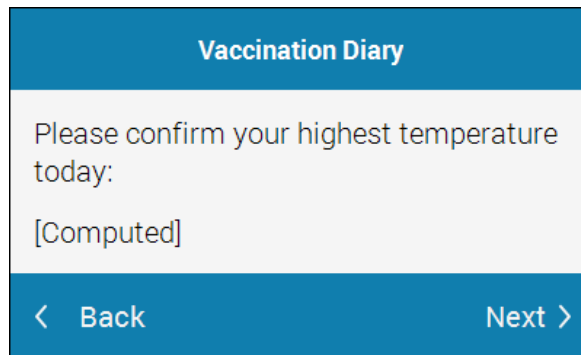 Vaccination Diary
Please confirm your highest temperature
today:
[Computed]
< Back
Next >